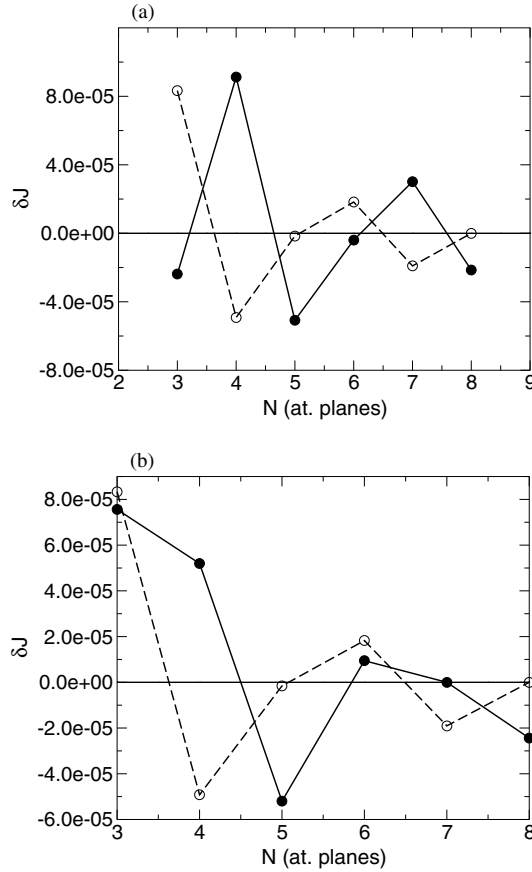 (a)
8.0e-05
4.0e-05
0.0e+00
-4.0e-05
-8.0e-05
δJ
2 3 4 5 6 7 8 9
N (at. planes)
(b)
8.0e-05
6.0e-05
4.0e-05
2.0e-05
0.0e+00
-2.0e-05
-4.0e-05
-6.0e-05
δJ
3 4 5 6 7 8
N (at. planes)